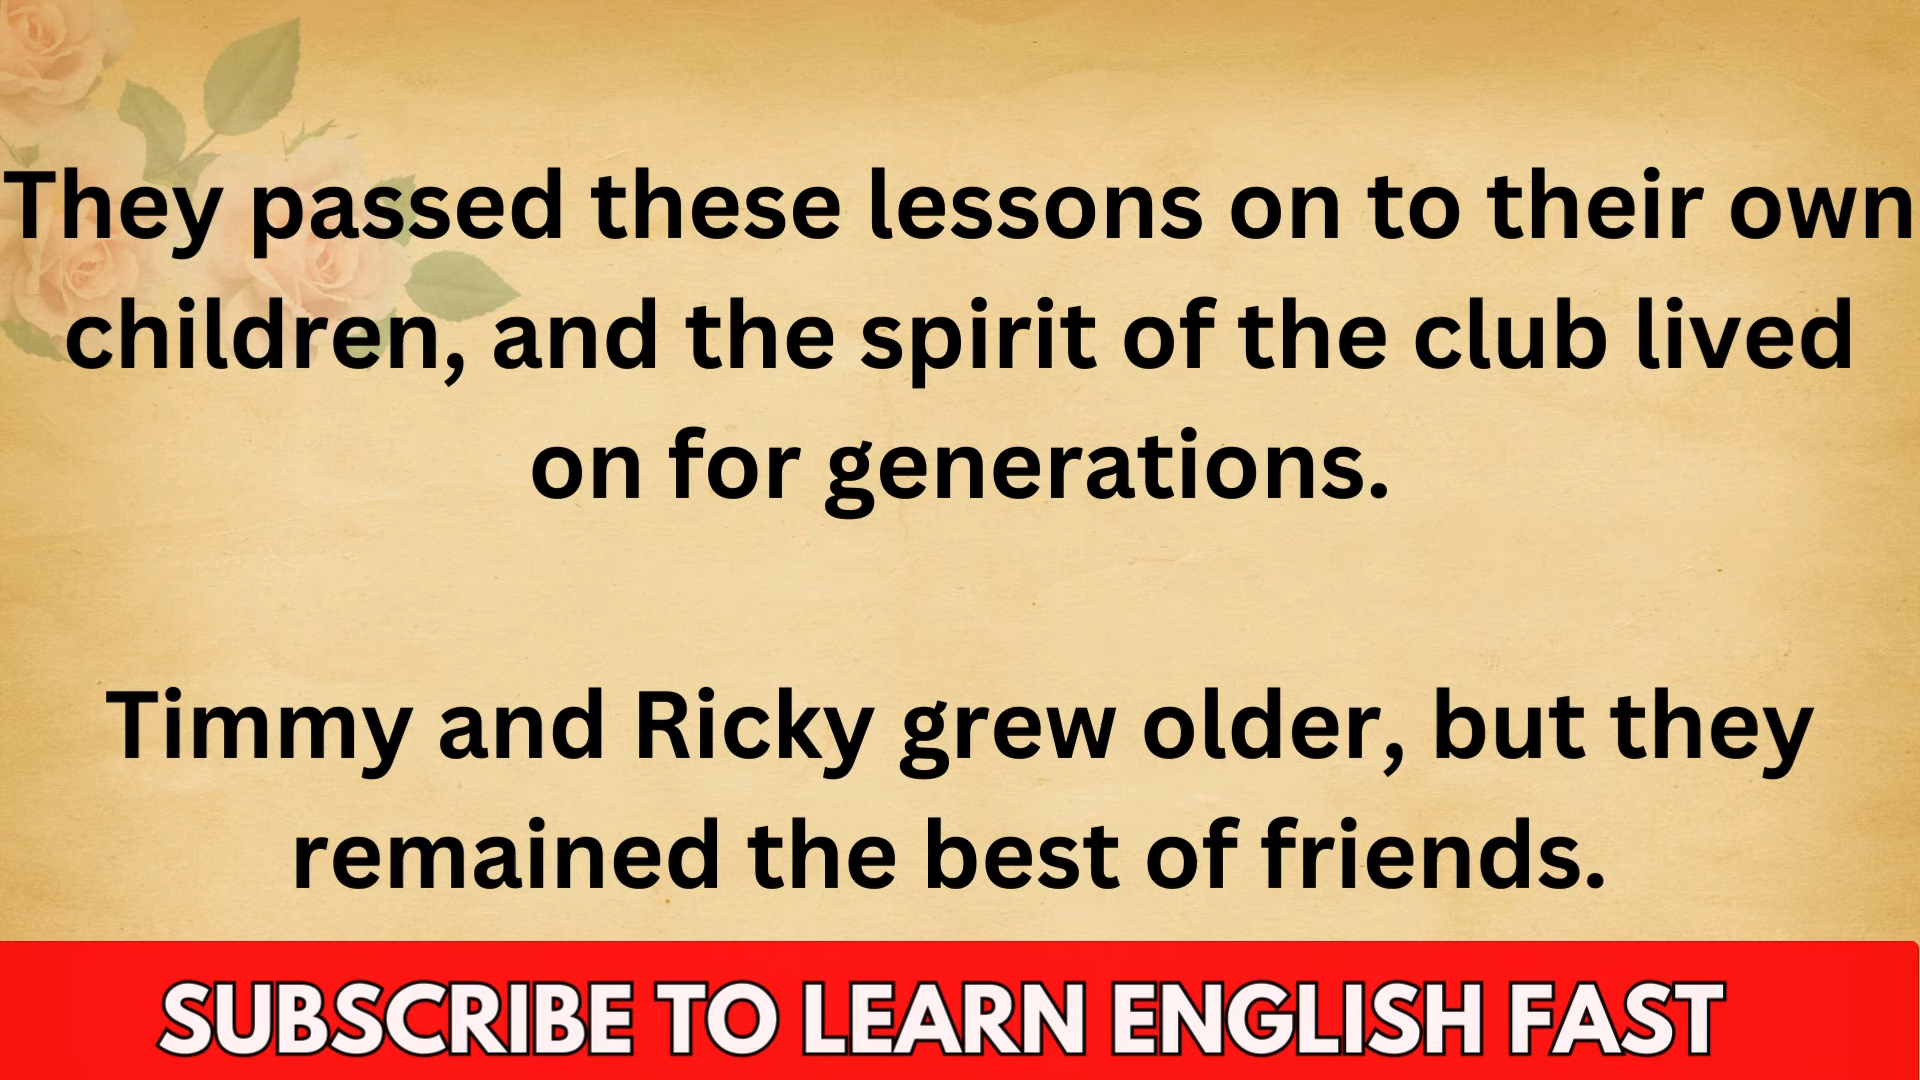 They passed these lessons on to their own
children, and the spirit of the club lived
on for generations.
Timmy and Ricky grew older, but they
remained the best of friends.
SUBSCRIBE TO LEARN ENGLISH FAST